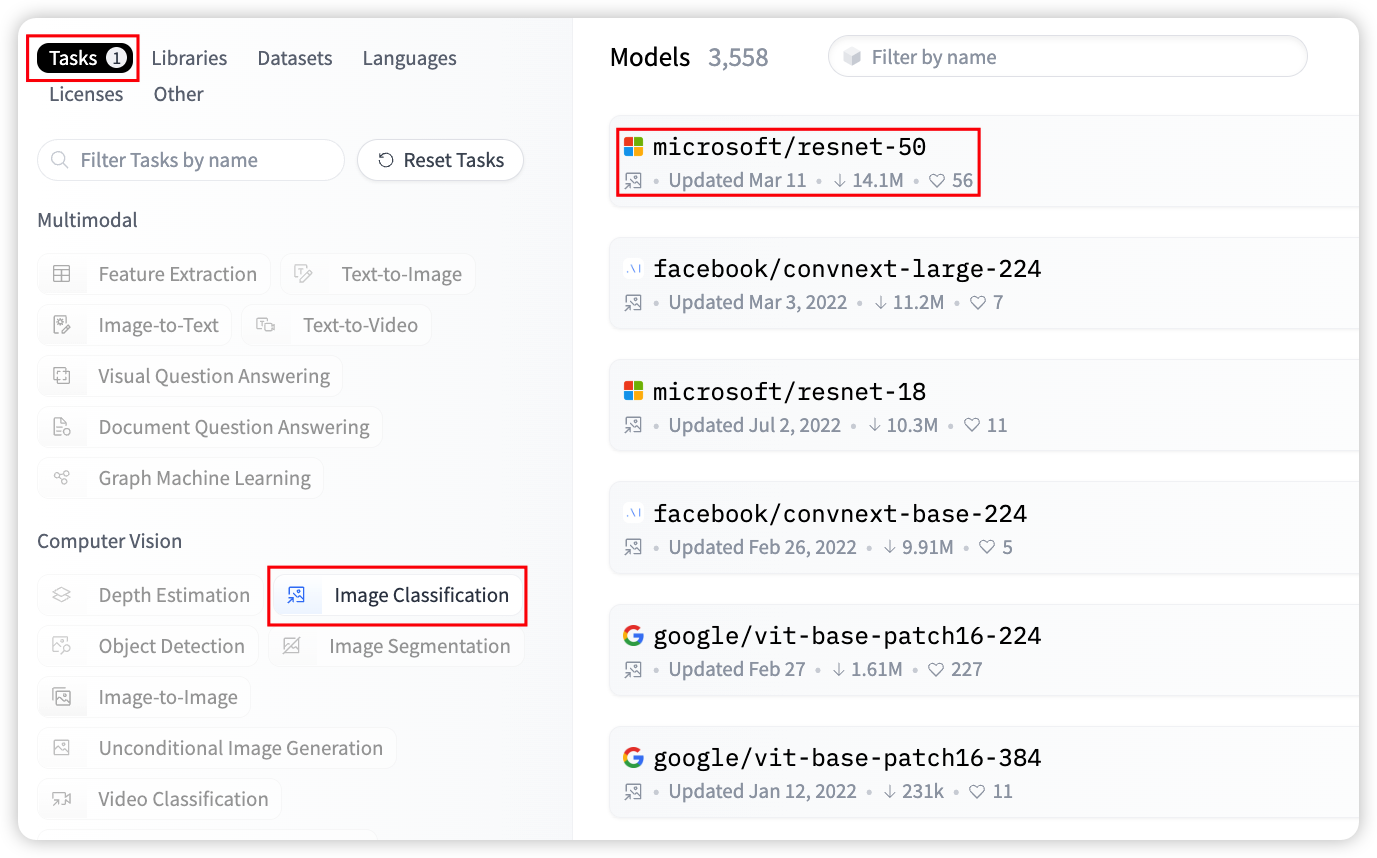 Tasks 1 Libraries Datasets Languages
Licenses Other
Filter Tasks by name Reset Tasks
Multimodal
Feature Extraction Text-to-Image
Image-to-Text Text-to-Video
Visual Question Answering
Document Question Answering
Graph Machine Learning
Computer Vision
Depth Estimation Image Classification
Object Detection Image Segmentation
Image-to-Image
Unconditional Image Generation
Video Classification
Models 3,558 Filter by name
microsoft/resnet-50
• Updated Mar 11 • ↓ 14.1M • ♡ 56
facebook/convnext-large-224
• Updated Mar 3, 2022 • ↓ 11.2M • ♡ 7
microsoft/resnet-18
• Updated Jul 2, 2022 • ↓ 10.3M • ♡ 11
facebook/convnext-base-224
• Updated Feb 26, 2022 • ↓ 9.91M • ♡ 5
google/vit-base-patch16-224
• Updated Feb 27 • ↓ 1.61M • ♡ 227
google/vit-base-patch16-384
• Updated Jan 12, 2022 • ↓ 231k • ♡ 11